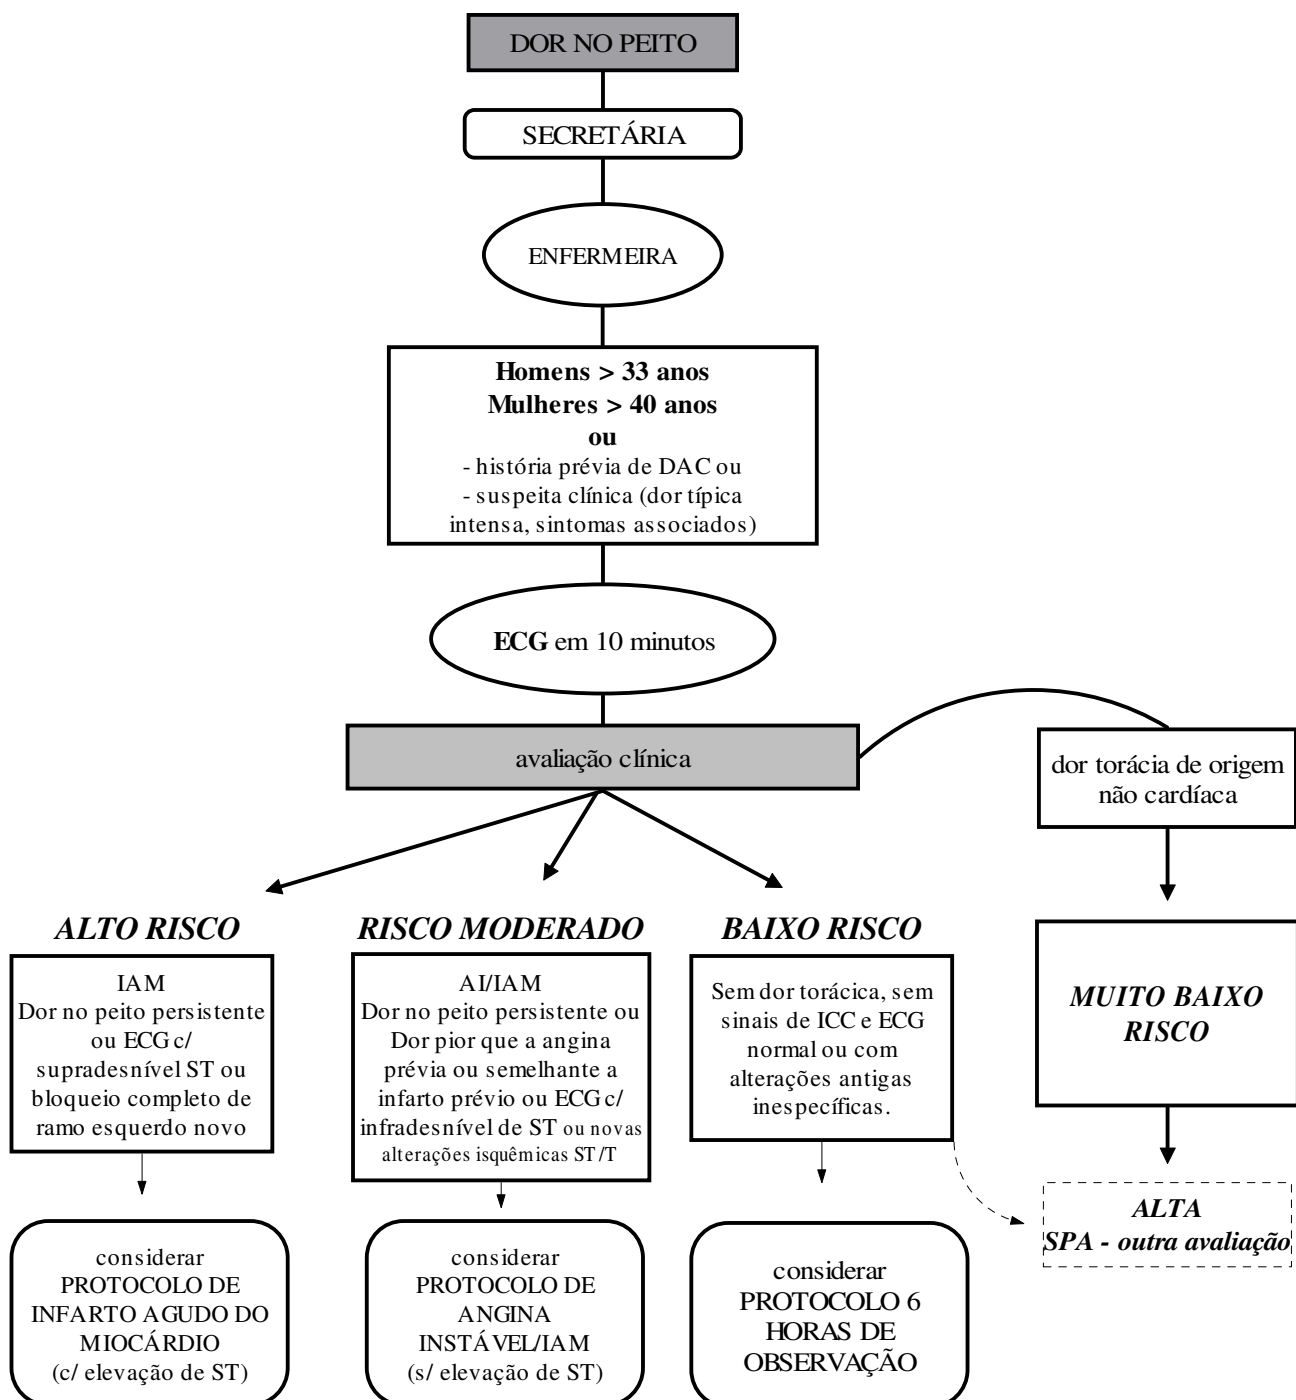 DOR NO PEITO
SECRETÁRIA
ENFERMEIRA
Homens > 33 anos
Mulheres > 40 anos
ou
- história prévia de DAC ou
- suspeita clínica (dor típica
intensa, sintomas associados)
ECG em 10 minutos
avaliação clínica
dor torácia de origem
não cardíaca
ALTO RISCO
IAM
Dor no peito persistente
ou ECG c/
supradesnível ST ou
bloqueio completo de
ramo esquerdo novo
considerar
PROTOCOLO DE
INFARTO AGUDO DO
MIOCÁRDIO
(c/ elevação de ST)
RISCO MODERADO
AI/IAM
Dor no peito persistente ou
Dor pior que a angina
prévia ou semelhante a
infarto prévio ou ECG c/
infradesnível de ST ou novas
alterações isquêmicas ST/T
considerar
PROTOCOLO DE
ANGINA
INSTÁVEL/IAM
(s/ elevação de ST)
BAIXO RISCO
Sem dor torácica, sem
sinais de ICC e ECG
normal ou com
alterações antigas
inespecíficas.
considerar
PROTOCOLO 6
HORAS DE
OBSERVAÇÃO
MUITO BAIXO
RISCO
ALTA
SPA - outra avaliação